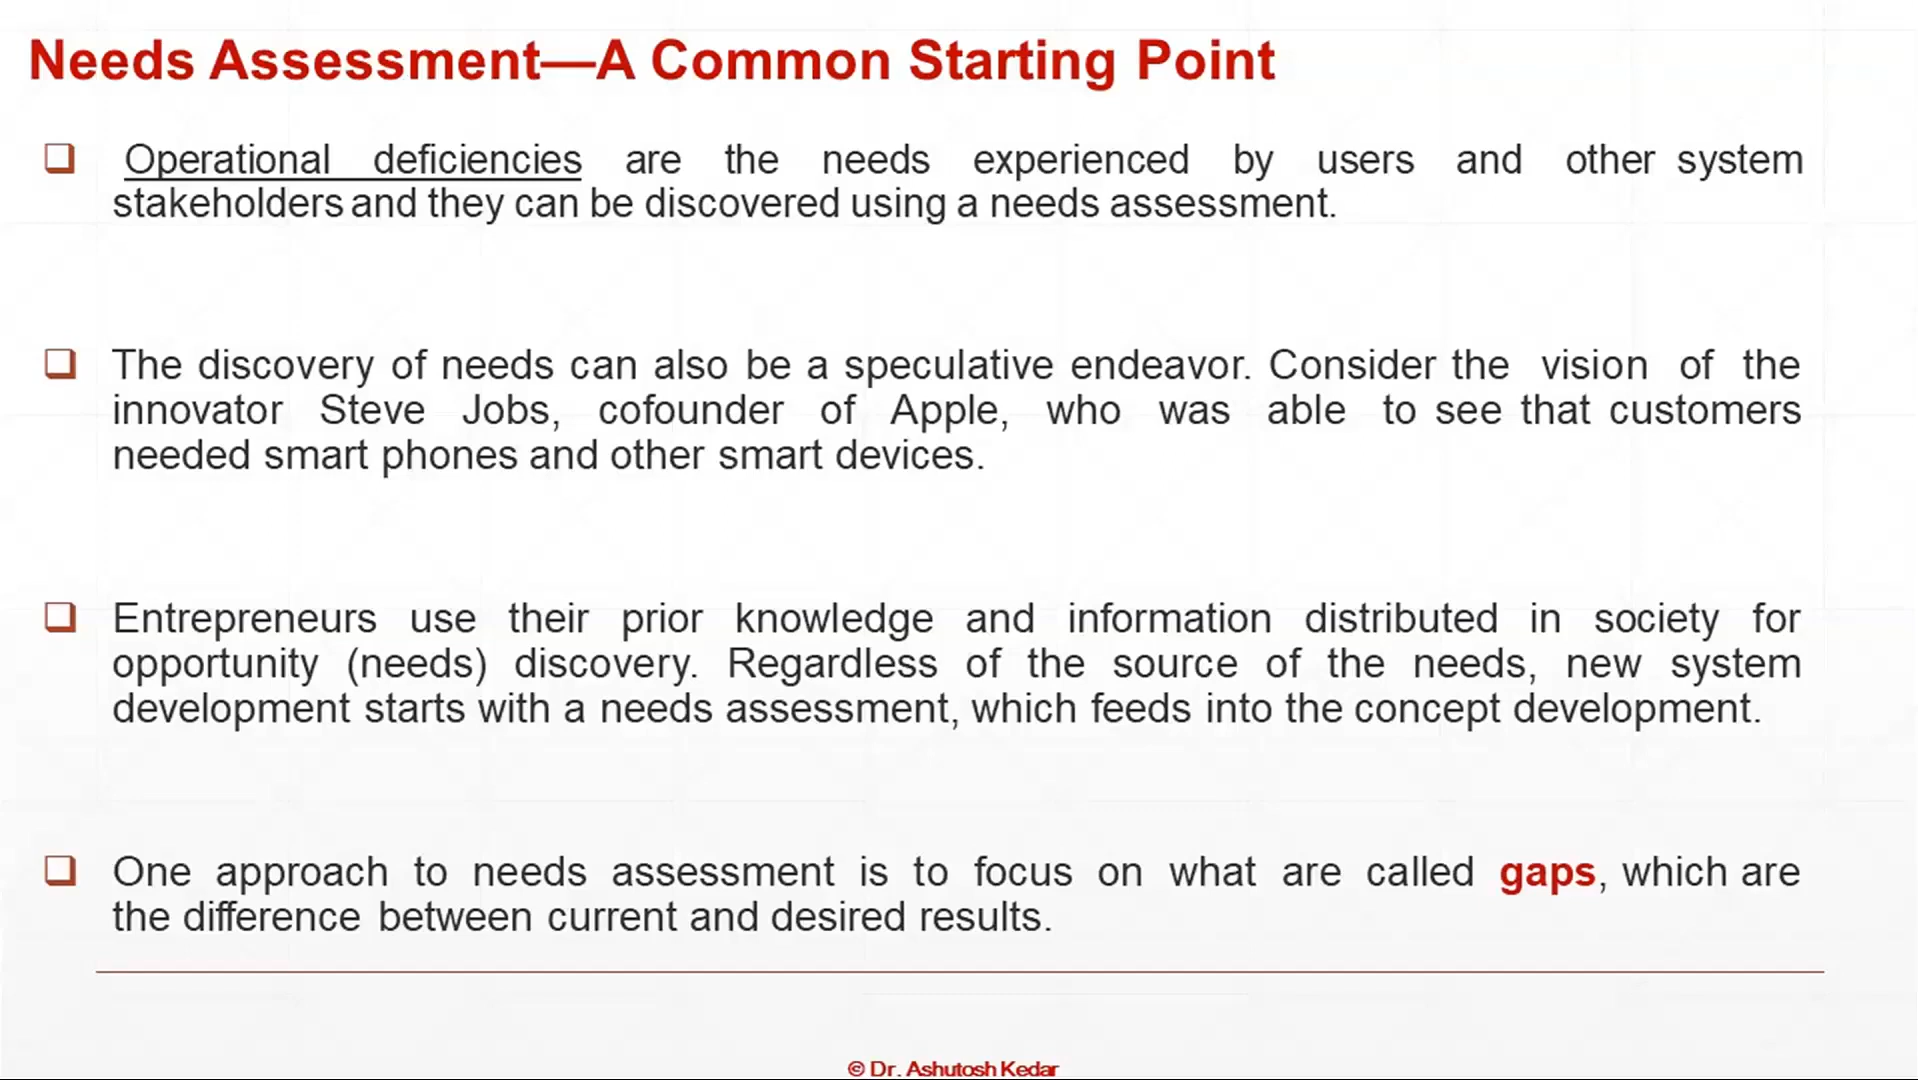 Needs Assessment—A Common Starting Point
Operational deficiencies are the needs experienced by users and other system
stakeholders and they can be discovered using a needs assessment.
The discovery of needs can also be a speculative endeavor. Consider the vision of the
innovator Steve Jobs, cofounder of Apple, who was able to see that customers
needed smart phones and other smart devices.
Entrepreneurs use their prior knowledge and information distributed in society for
opportunity (needs) discovery. Regardless of the source of the needs, new system
development starts with a needs assessment, which feeds into the concept development.
One approach to needs assessment is to focus on what are called gaps, which are
the difference between current and desired results.
© Dr. Ashutosh Kedar